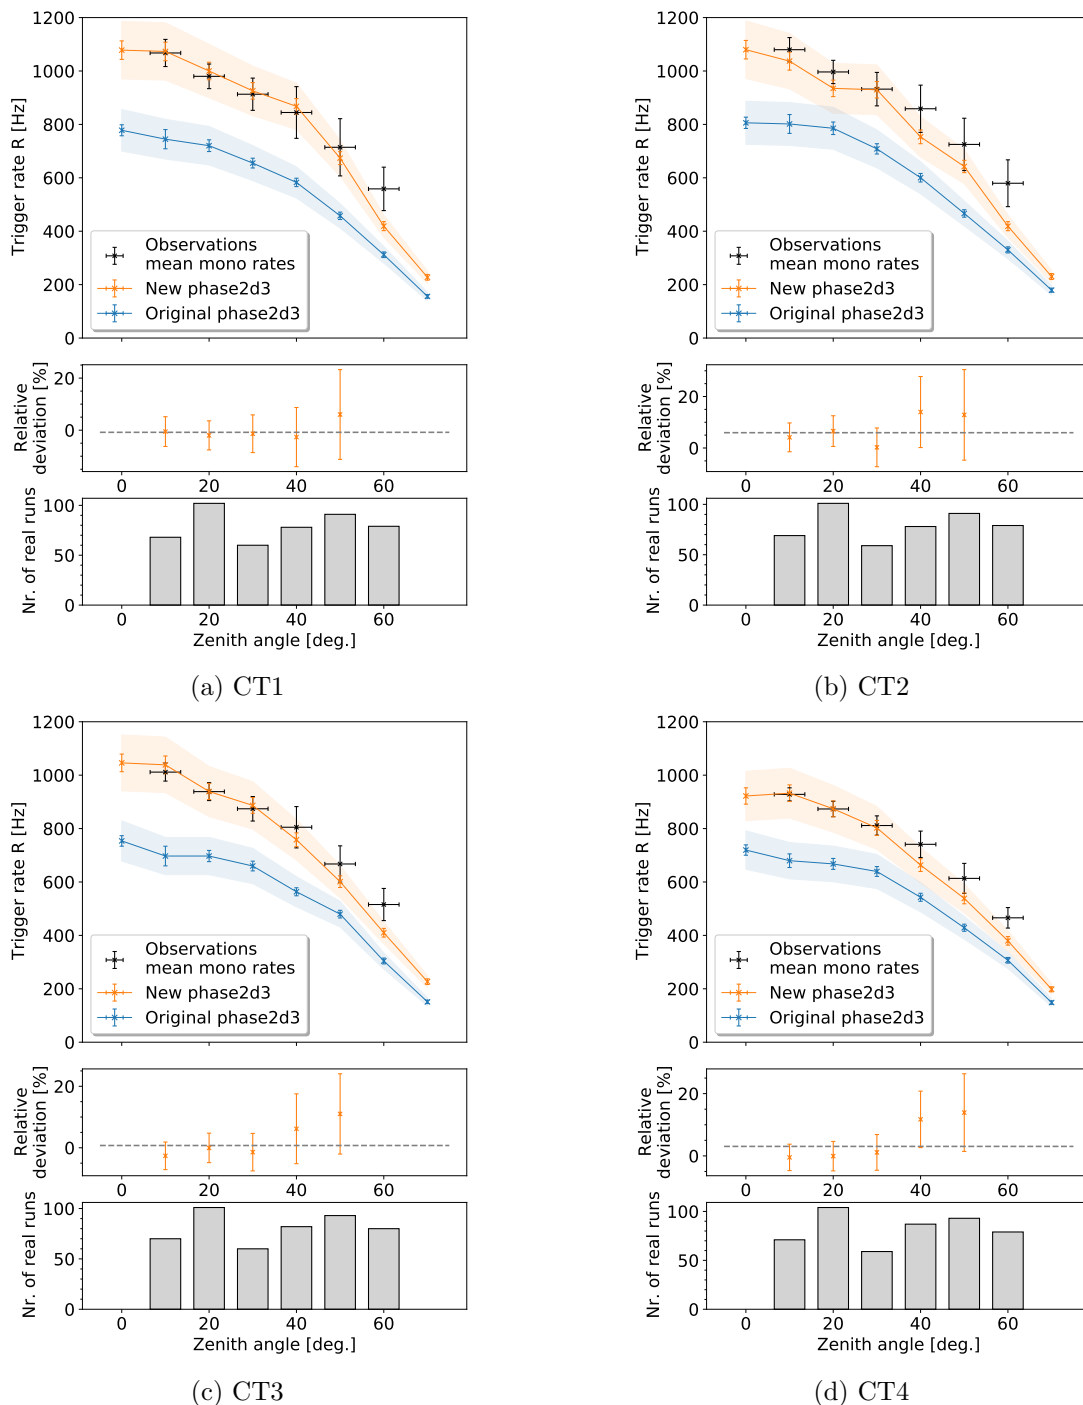 1200
1000
800
600
400
200
0
Trigger rate R [Hz]
Observations
mean mono rates
New phase2d3
Original phase2d3
20
0
Relative
deviation [%]
0 20 40 60
100
50
0
Nr. of real runs
0 20 40 60
Zenith angle [deg.]
(a) CT1
1200
1000
800
600
400
200
0
Trigger rate R [Hz]
Observations
mean mono rates
New phase2d3
Original phase2d3
20
0
Relative
deviation [%]
0 20 40 60
100
50
0
Nr. of real runs
0 20 40 60
Zenith angle [deg.]
(b) CT2
1200
1000
800
600
400
200
0
Trigger rate R [Hz]
Observations
mean mono rates
New phase2d3
Original phase2d3
20
0
Relative
deviation [%]
0 20 40 60
100
50
0
Nr. of real runs
0 20 40 60
Zenith angle [deg.]
(c) CT3
1200
1000
800
600
400
200
0
Trigger rate R [Hz]
Observations
mean mono rates
New phase2d3
Original phase2d3
20
0
Relative
deviation [%]
0 20 40 60
100
50
0
Nr. of real runs
0 20 40 60
Zenith angle [deg.]
(d) CT4